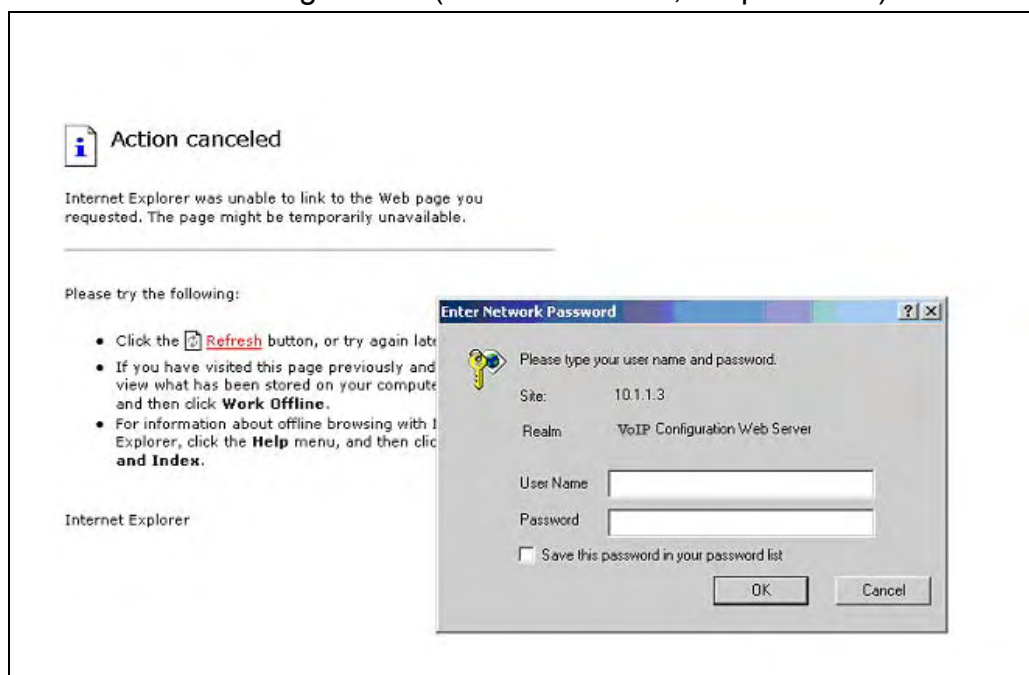 Action canceled
Internet Explorer was unable to link to the Web page you
requested. The page might be temporarily unavailable.
Please try the following:
• Click the Refresh button, or try again late
• If you have visited this page previously and
view what has been stored on your compute
and then click Work Offline.
• For information about offline browsing with I
Explorer, click the Help menu, and then clic
and Index.
Internet Explorer
Enter Network Password
Please type your user name and password.
Site: 10.1.1.3
Realm VoIP Configuration Web Server
User Name
Password
Save this password in your password list
OK Cancel